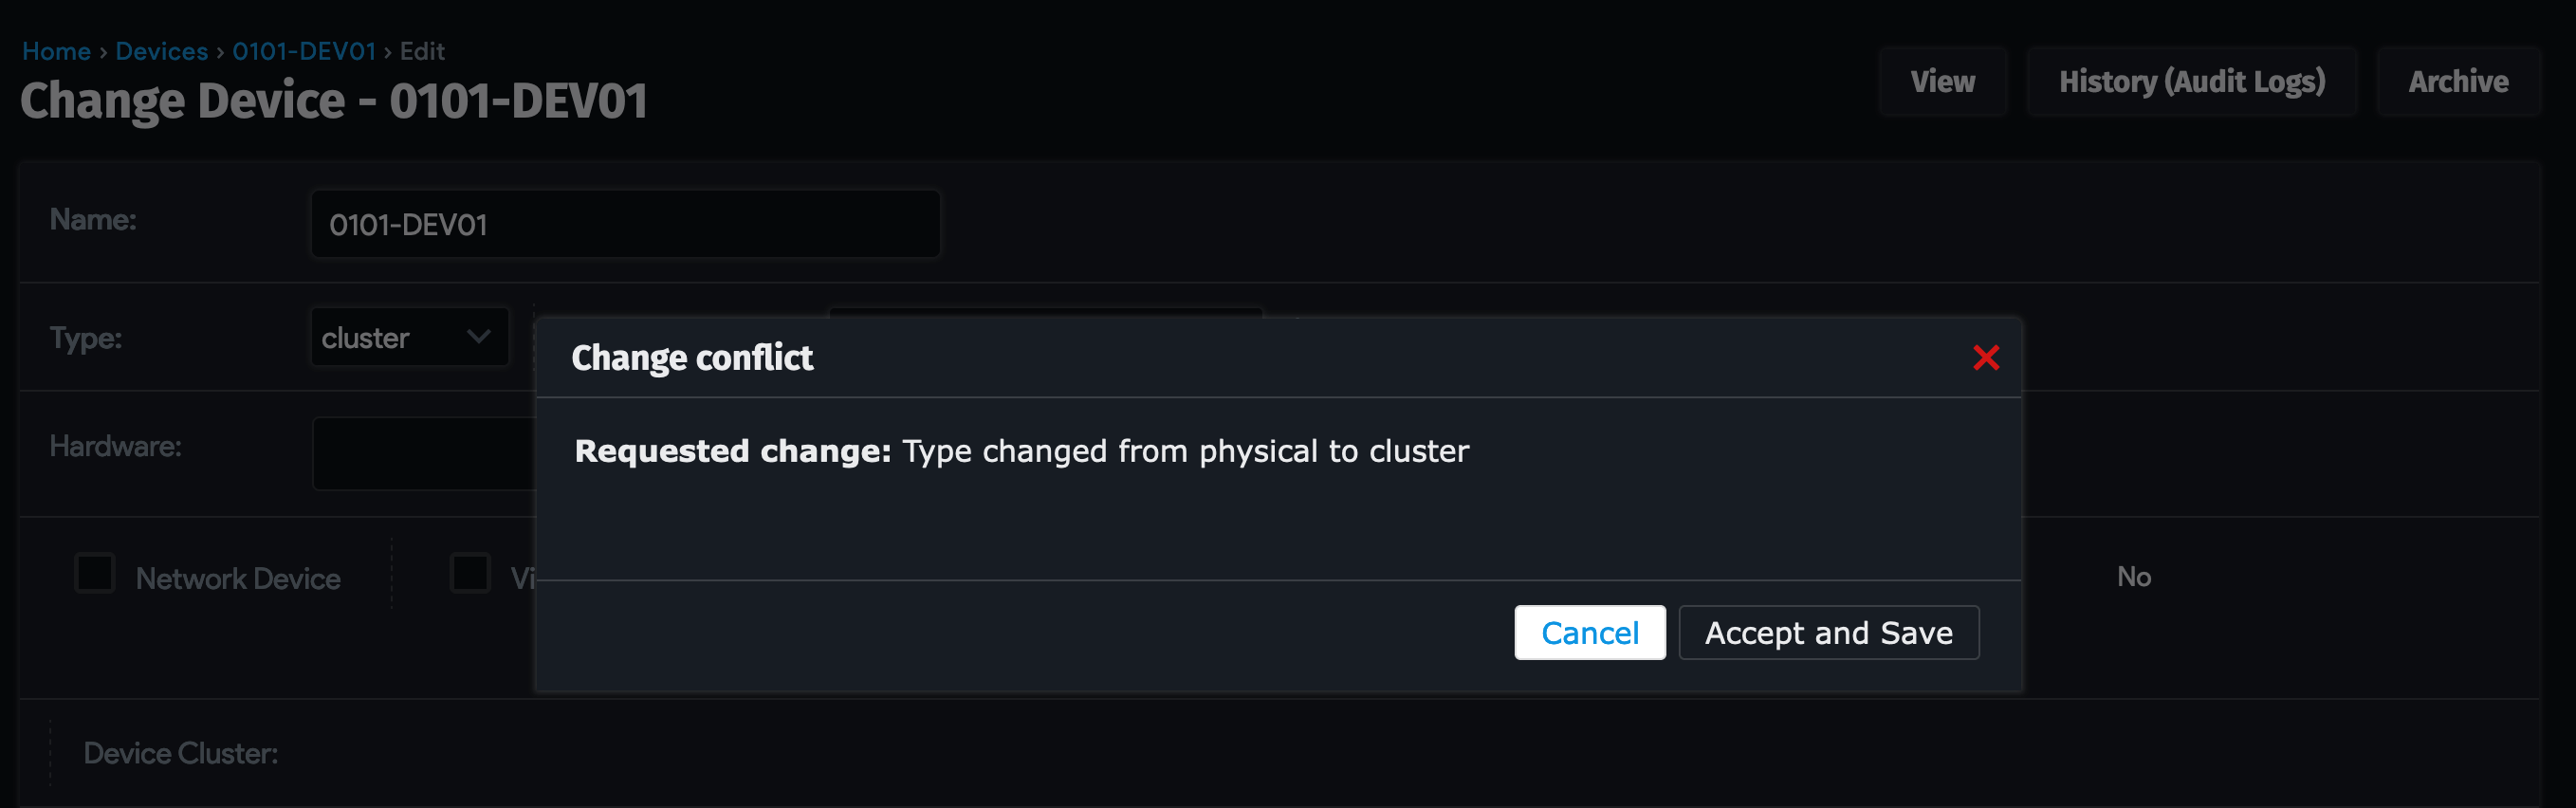 Home › Devices › 0101-DEV01 › Edit
Change Device - 0101-DEV01
View
History (Audit Logs)
Archive
Name:
0101-DEV01
Type:
cluster
Change conflict
Requested change: Type changed from physical to cluster
Hardware:
Network Device
Vi
No
Cancel
Accept and Save
Device Cluster: